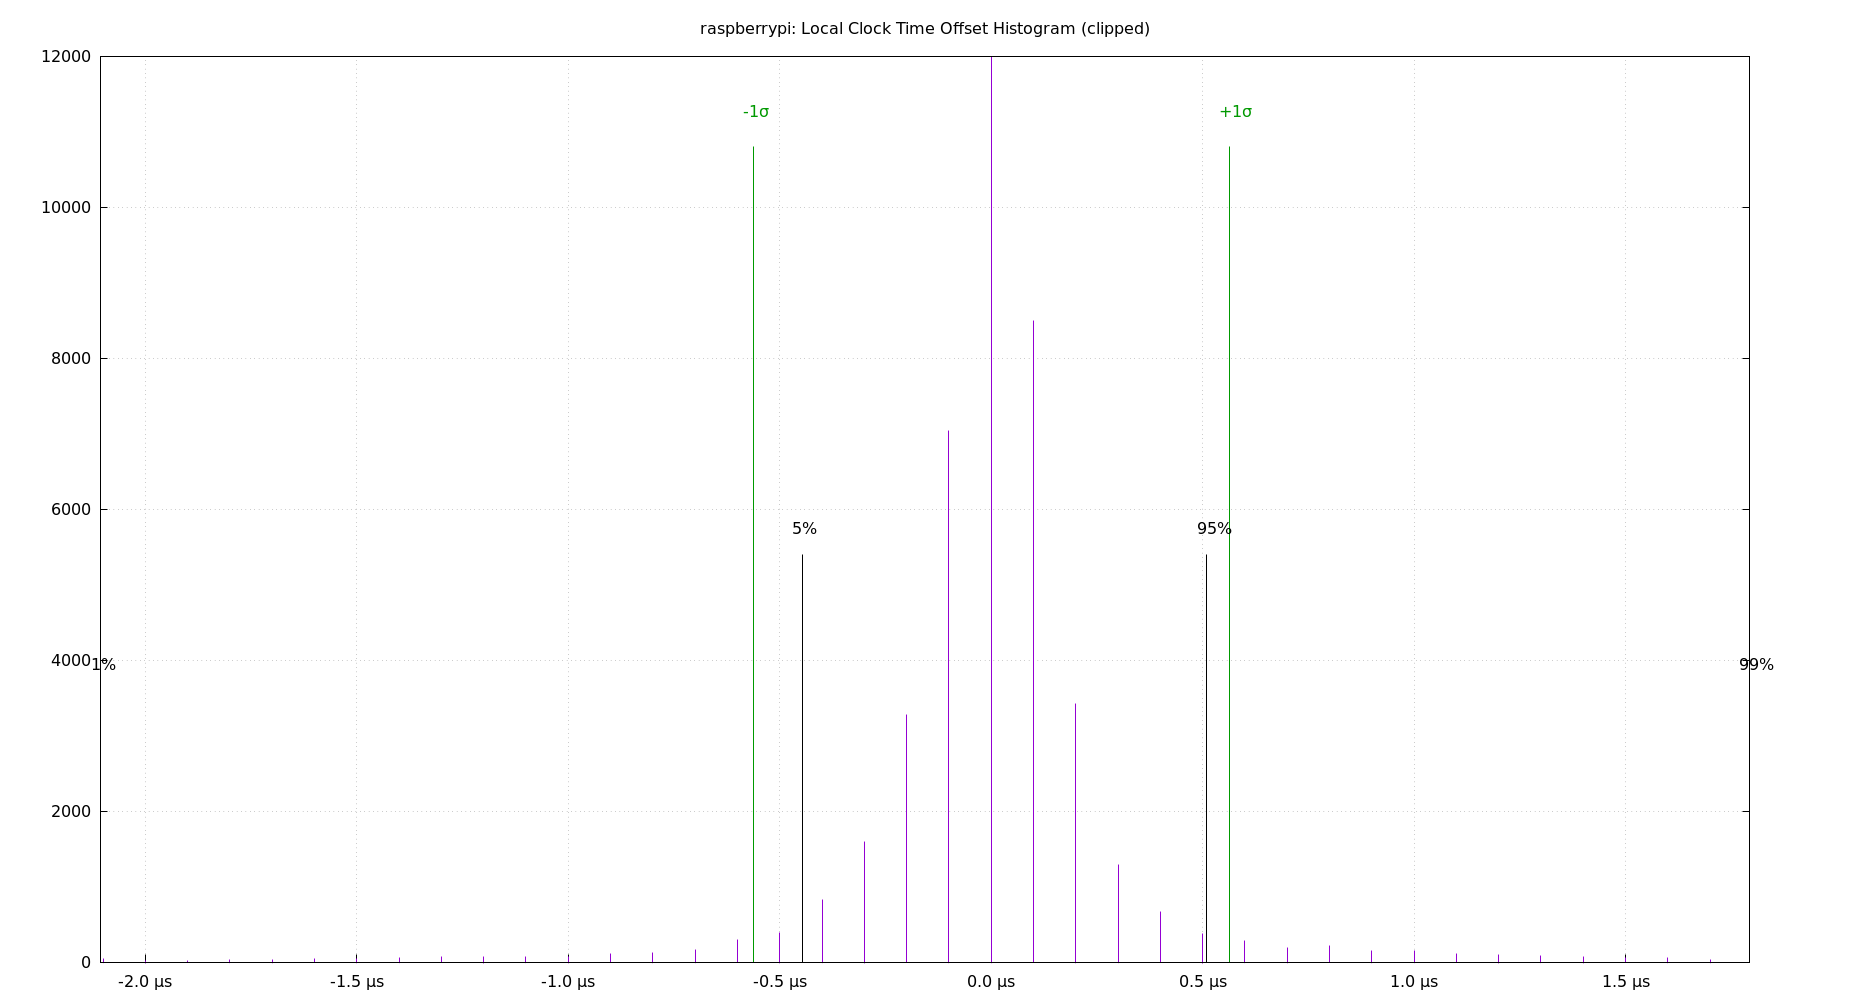 raspberrypi: Local Clock Time Offset Histogram (clipped)
12000
-1σ +1σ
10000
8000
6000
5% 95%
4000 1% 99%
2000
0
-2.0 µs -1.5 µs -1.0 µs -0.5 µs 0.0 µs 0.5 µs 1.0 µs 1.5 µs